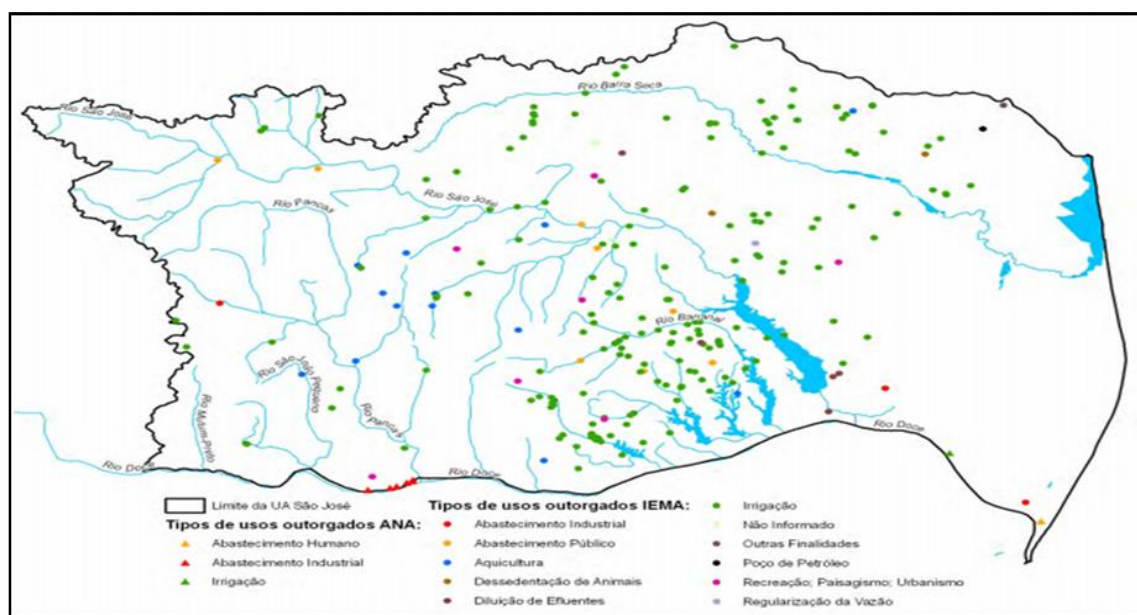 Rio Barra Seca
Rio São José
Rio Pancas
Rio São José
Rio Bananal
Rio São João Pequeno
Rio Mutum-Preto
Rio Pancas
Rio Doce
Rio Doce
Rio Doce
Limite da UA São José
Tipos de usos outorgados ANA:
Abastecimento Humano
Abastecimento Industrial
Irrigação
Tipos de usos outorgados IEMA:
Abastecimento Industrial
Abastecimento Público
Aquicultura
Dessedentação de Animais
Diluição de Efluentes
Irrigação
Não Informado
Outras Finalidades
Poço de Petróleo
Recreação; Paisagismo; Urbanismo
Regularização da Vazão